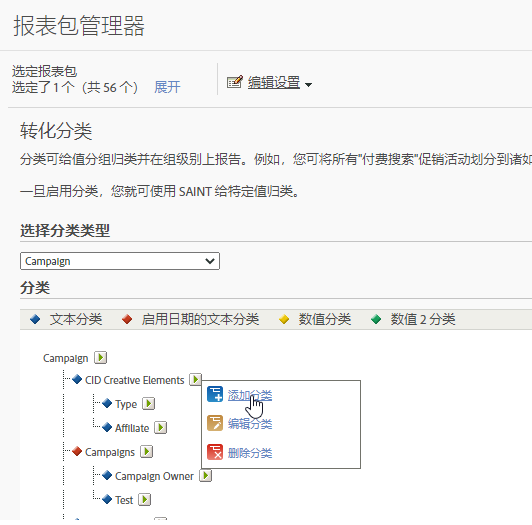 报表包管理器
选定报表包
选定了 1 个（共 56 个） 展开
编辑设置
转化分类
分类可给值分组归类并在组级别上报告。例如，您可将所有"付费搜索"促销活动划分到诸如
一旦启用分类，您就可使用 SAINT 给特定值归类。
选择分类类型
Campaign
分类
文本分类 启用日期的文本分类 数值分类 数值 2 分类
Campaign
CID Creative Elements
添加分类
Type
编辑分类
Affiliate
删除分类
Campaigns
Campaign Owner
Test